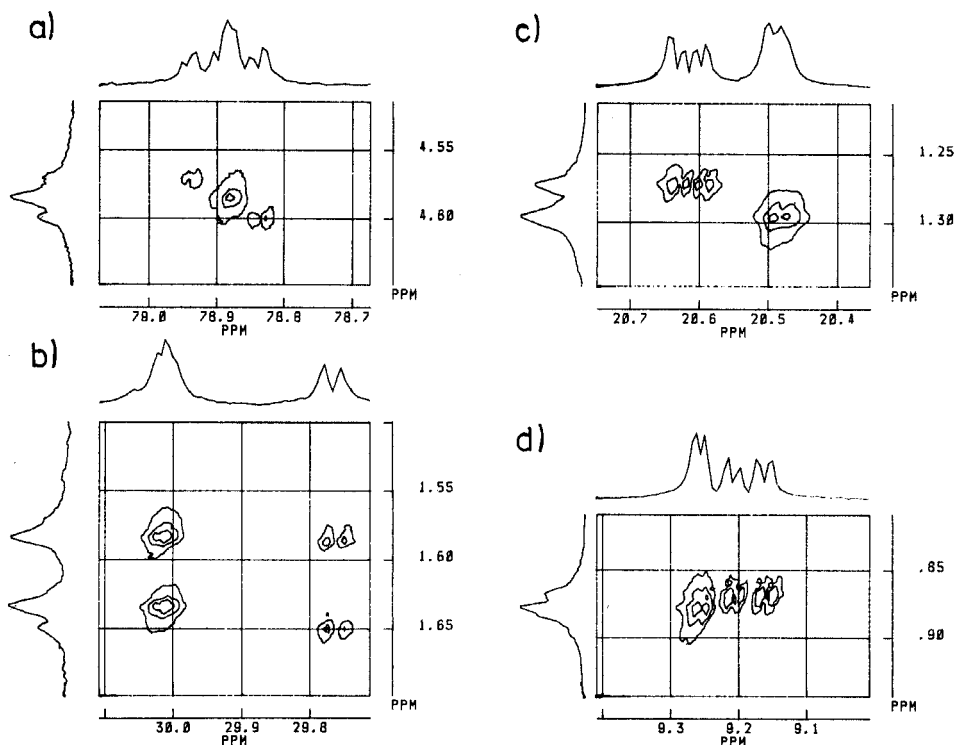 a)
4.55
4.60
PPM
78.0 78.9 78.8 78.7
PPM
b)
1.55
1.60
1.65
PPM
30.0 29.9 29.8
PPM
c)
1.25
1.30
PPM
20.7 20.6 20.5 20.4
PPM
d)
.85
.90
PPM
9.3 9.2 9.1
PPM